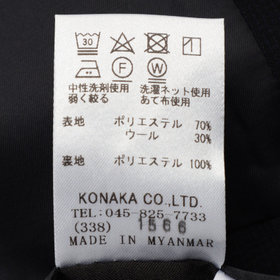 30
F W
中性洗剤使用 洗濯ネット使用
弱く絞る あて布使用
表地 ポリエステル 70%
ウール 30%
裏地 ポリエステル 100%
KONAKA CO.,LTD.
TEL:045-825-7733
(338) 1566
MADE IN MYANMAR